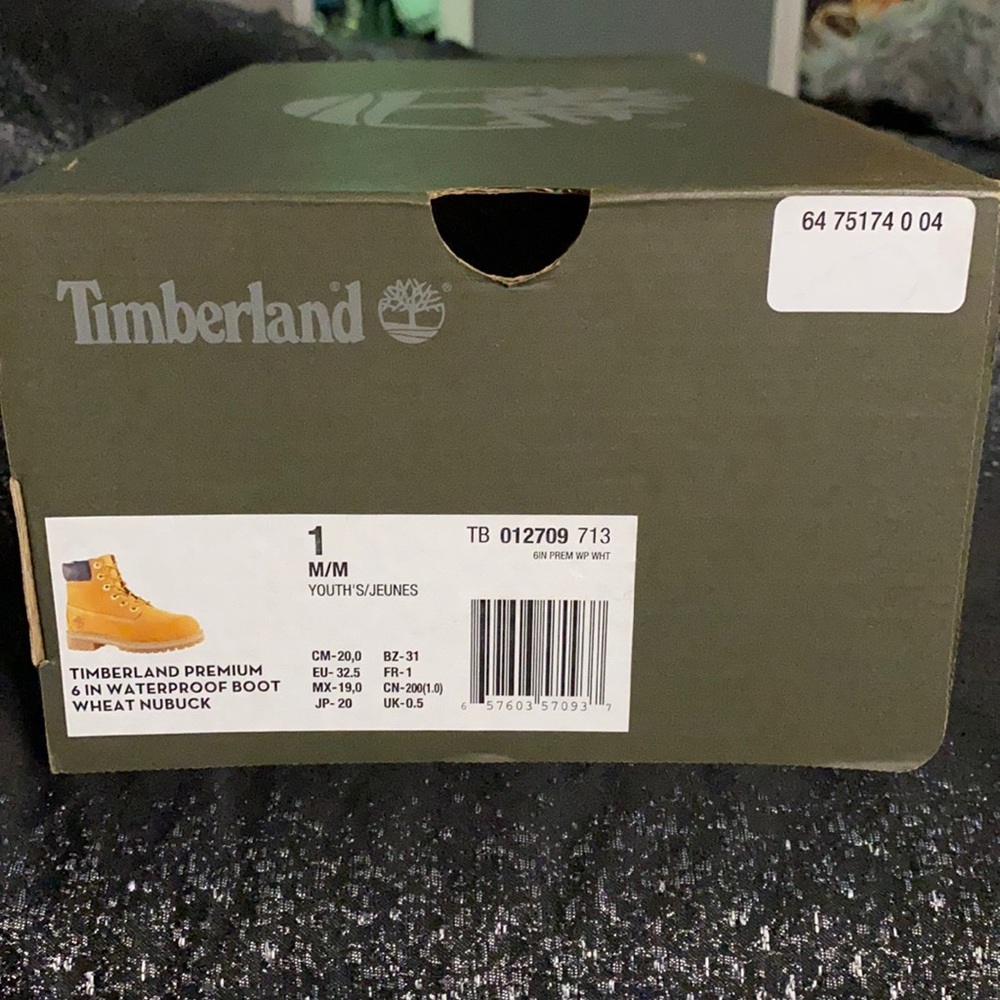 64 75174 0 04
Timberland ®
1
M/M
YOUTH'S/JEUNES
TB 012709 713
6IN PREM WP WHT
TIMBERLAND PREMIUM
6 IN WATERPROOF BOOT
WHEAT NUBUCK
CM-20,0 BZ-31
EU- 32.5 FR-1
MX-19,0 CN-200(1.0)
JP- 20 UK-0.5
6 57603 57093 7